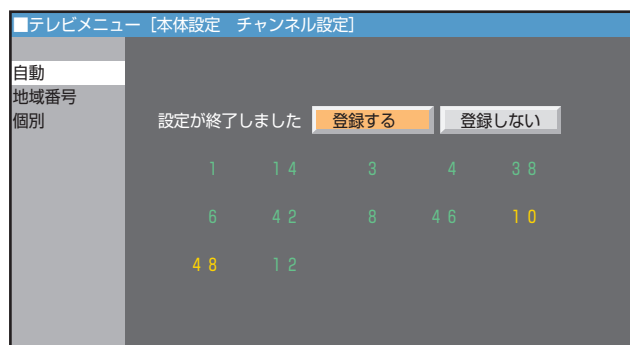 ■テレビメニュー [本体設定 チャンネル設定]
自動
地域番号
個別
設定が終了しました 登録する 登録しない
1 14 3 4 38
6 42 8 46 10
48 12